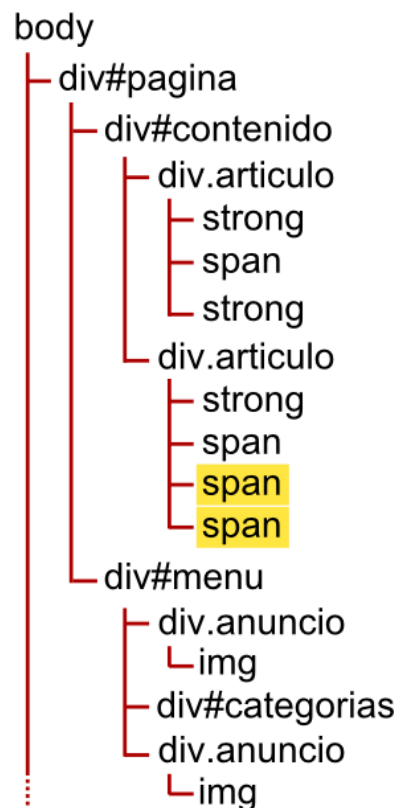 body
div#pagina
div#contenido
div.articulo
strong
span
strong
div.articulo
strong
span
span
span
div#menu
div.anuncio
img
div#categorias
div.anuncio
img